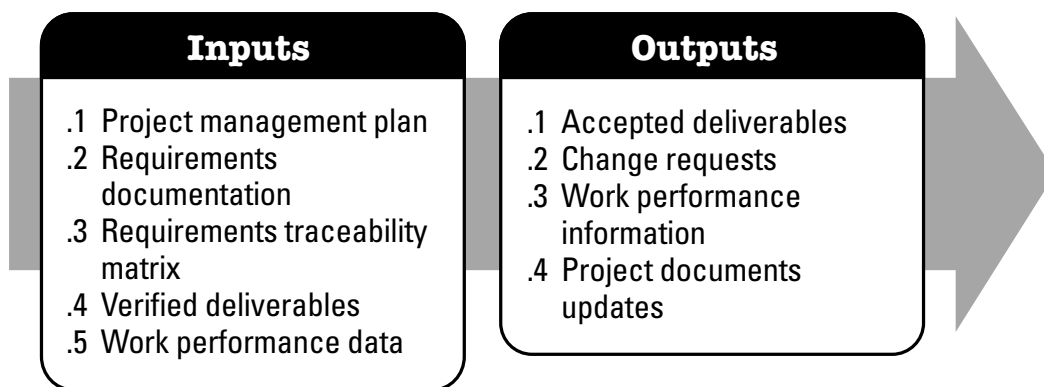 Inputs
.1 Project management plan
.2 Requirements
documentation
.3 Requirements traceability
matrix
.4 Verified deliverables
.5 Work performance data
Outputs
.1 Accepted deliverables
.2 Change requests
.3 Work performance
information
.4 Project documents
updates